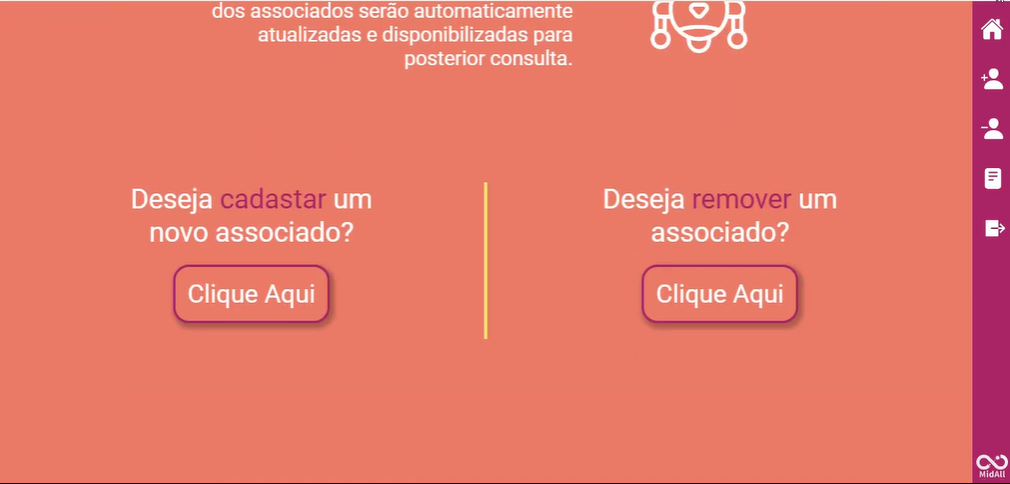 dos associados serão automaticamente
atualizadas e disponibilizadas para
posterior consulta.
Deseja cadastar um
novo associado?
Clique Aqui
Deseja remover um
associado?
Clique Aqui
MidAll